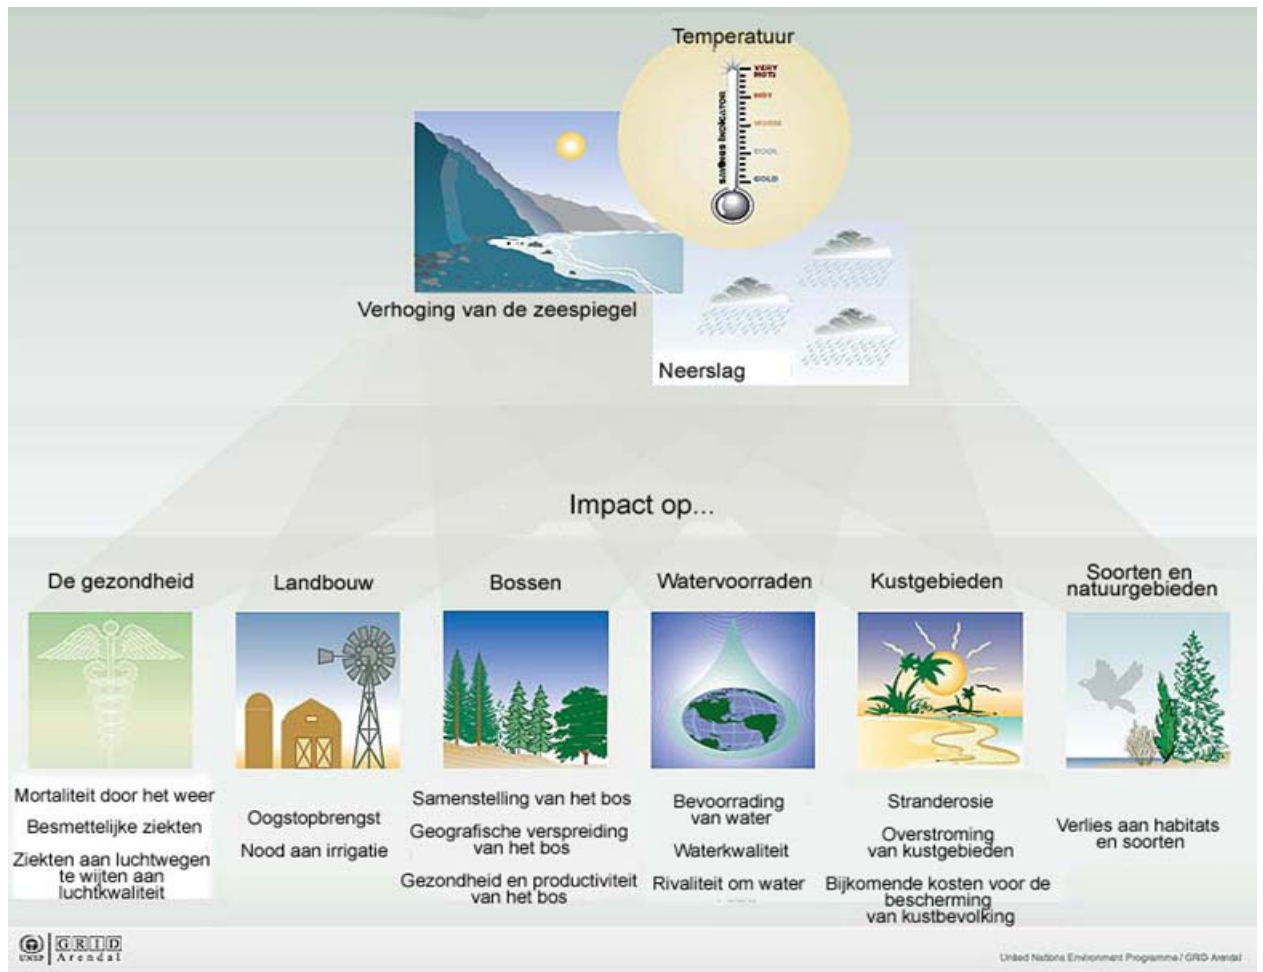 Temperatuur
VERY
HOT!
HOT
WARM
COOL
COLD
SAVINGS INDICATOR
Verhoging van de zeespiegel
Neerslag
Impact op...
De gezondheid
Landbouw
Bossen
Watervoorraden
Kustgebieden
Soorten en
natuurgebieden
Mortaliteit door het weer
Besmettelijke ziekten
Ziekten aan luchtwegen
te wijten aan
luchtkwaliteit
Oogstopbrengst
Nood aan irrigatie
Samenstelling van het bos
Geografische verspreiding
van het bos
Gezondheid en productiviteit
van het bos
Bevoorrading
van water
Waterkwaliteit
Rivaliteit om water
Stranderosie
Overstroming
van kustgebieden
Bijkomende kosten voor de
bescherming
van kustbevolking
Verlies aan habitats
en soorten
UNEP
GRID
Arendal
United Nations Environment Programme / GRID Arendal